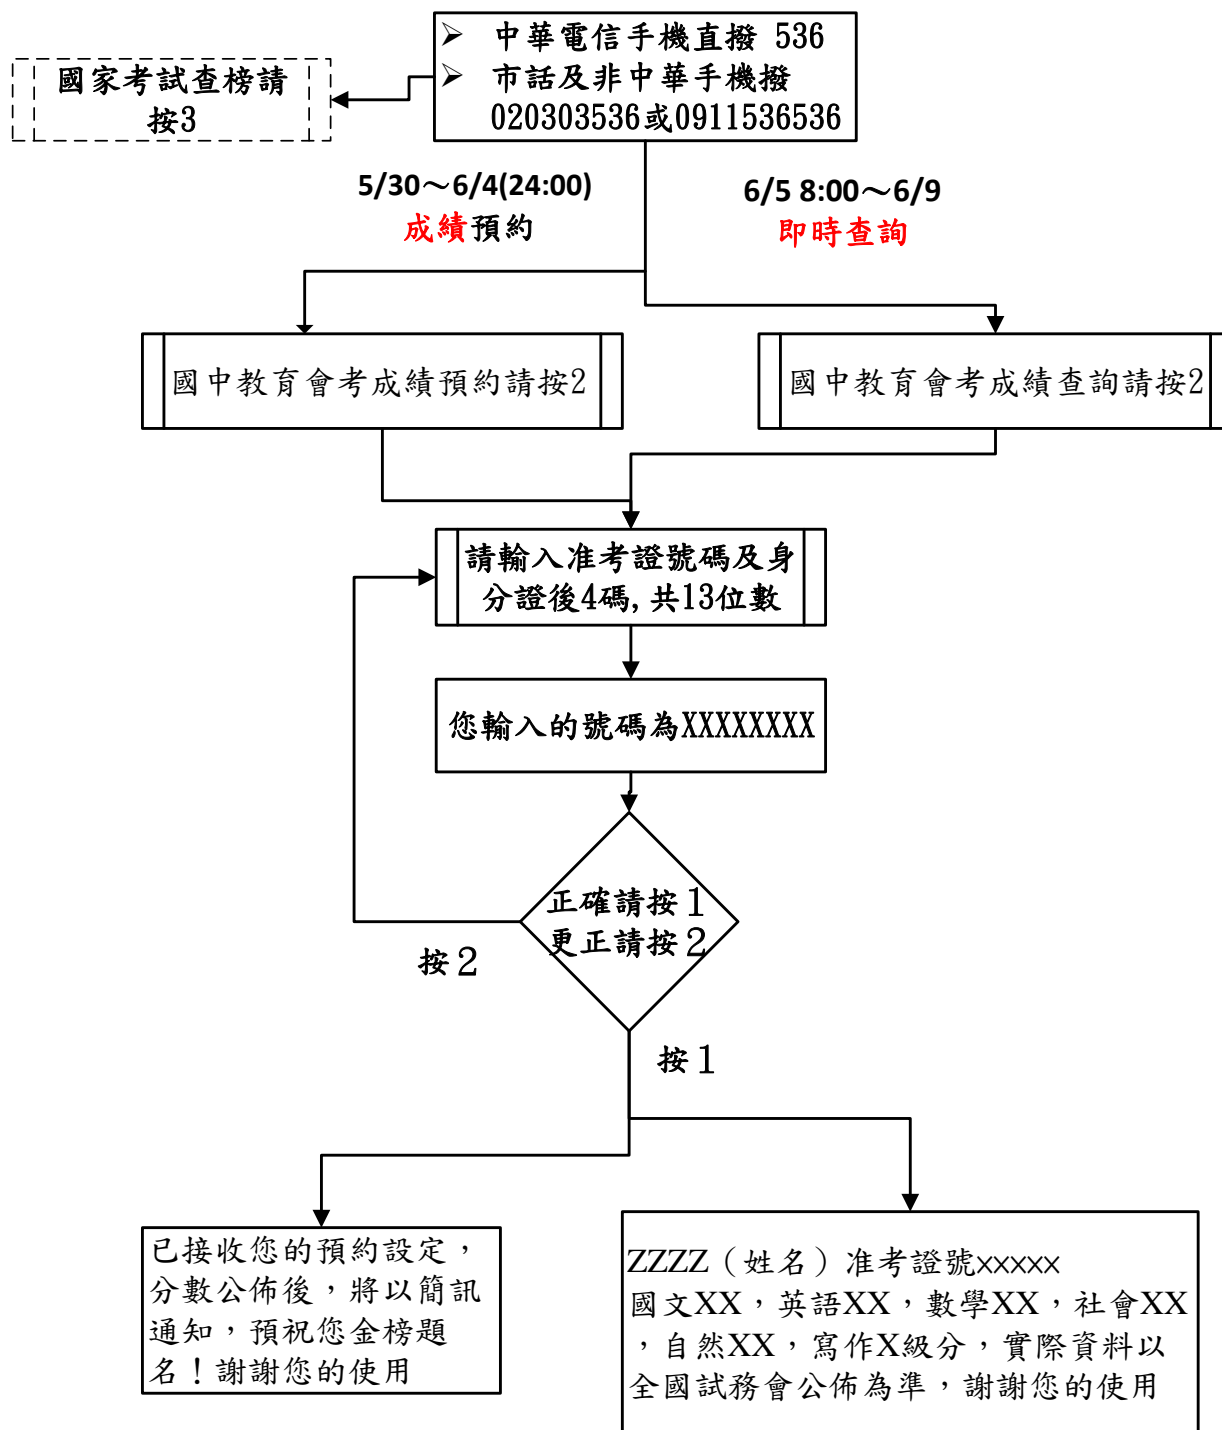 ➢ 中華電信手機直撥 536
➢ 市話及非中華手機撥
020303536或0911536536
國家考試查榜請
按3
5/30～6/4(24:00)
成績預約
6/5 8:00～6/9
即時查詢
國中教育會考成績預約請按2
國中教育會考成績查詢請按2
請輸入准考證號碼及身
分證後4碼,共13位數
您輸入的號碼為XXXXXXXX
正確請按１
更正請按２
按２
按１
已接收您的預約設定，
分數公佈後，將以簡訊
通知，預祝您金榜題
名！謝謝您的使用
ZZZZ（姓名）准考證號xxxxx
國文XX，英語XX，數學XX，社會XX
，自然XX，寫作X級分，實際資料以
全國試務會公佈為準，謝謝您的使用